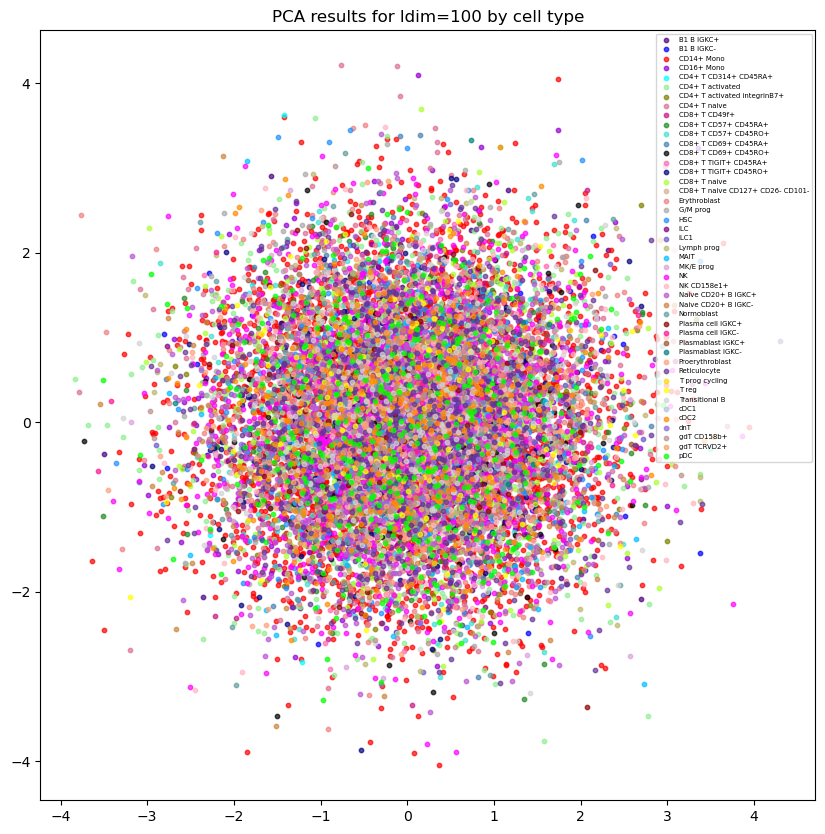 PCA results for ldim=100 by cell type
B1 B IGKC+
B1 B IGKC-
CD14+ Mono
CD16+ Mono
CD4+ T CD314+ CD45RA+
CD4+ T activated
CD4+ T activated integrinB7+
CD4+ T naive
CD8+ T CD49f+
CD8+ T CD57+ CD45RA+
CD8+ T CD57+ CD45RO+
CD8+ T CD69+ CD45RA+
CD8+ T CD69+ CD45RO+
CD8+ T TIGIT+ CD45RA+
CD8+ T TIGIT+ CD45RO+
CD8+ T naive
CD8+ T naive CD127+ CD26- CD101-
Erythroblast
G/M prog
HSC
ILC
ILC1
Lymph prog
MAIT
MK/E prog
NK
NK CD158e1+
Naive CD20+ B IGKC+
Naive CD20+ B IGKC-
Normoblast
Plasma cell IGKC+
Plasma cell IGKC-
Plasmablast IGKC+
Plasmablast IGKC-
Proerythroblast
Reticulocyte
T prog cycling
T reg
Transitional B
cDC1
cDC2
dnT
gdT CD158b+
gdT TCRVD2+
pDC
4
2
0
−2
−4
−4
−3
−2
−1
0
1
2
3
4